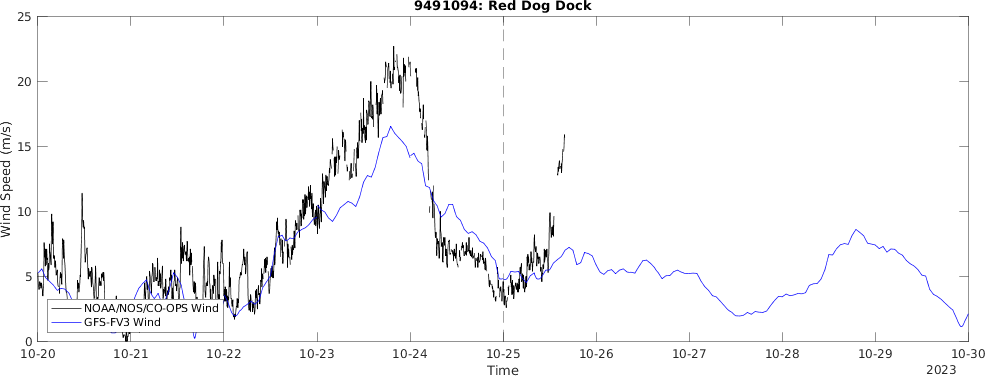 9491094: Red Dog Dock
Wind Speed (m/s)
25
20
15
10
5
0
NOAA/NOS/CO-OPS Wind
GFS-FV3 Wind
10-20 10-21 10-22 10-23 10-24 10-25 10-26 10-27 10-28 10-29 10-30
Time
2023